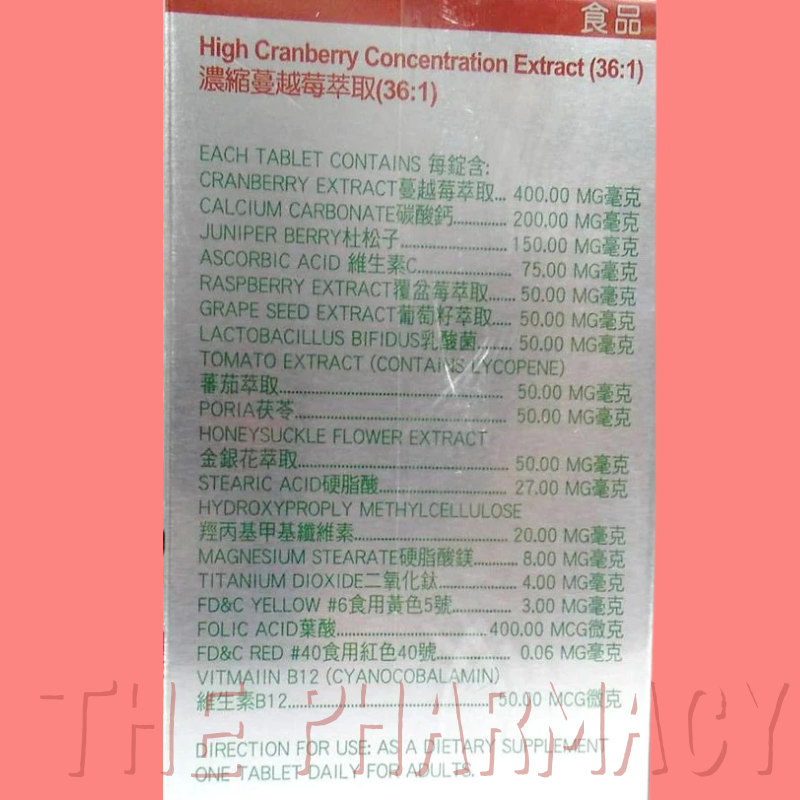 食品
High Cranberry Concentration Extract (36:1)
濃縮蔓越莓萃取(36:1)
EACH TABLET CONTAINS 每錠含:
CRANBERRY EXTRACT蔓越莓萃取... 400.00 MG毫克
CALCIUM CARBONATE碳酸鈣............. 200.00 MG毫克
JUNIPER BERRY杜松子........................... 150.00 MG毫克
ASCORBIC ACID 維生素C....................... 75.00 MG毫克
RASPBERRY EXTRACT覆盆莓萃取....... 50.00 MG毫克
GRAPE SEED EXTRACT葡萄籽萃取..... 50.00 MG毫克
LACTOBACILLUS BIFIDUS乳酸菌......... 50.00 MG毫克
TOMATO EXTRACT (CONTAINS LYCOPENE)
蕃茄萃取...................................................... 50.00 MG毫克
PORIA茯苓................................................... 50.00 MG毫克
HONEYSUCKLE FLOWER EXTRACT
金銀花萃取.................................................. 50.00 MG毫克
STEARIC ACID硬脂酸............................... 27.00 MG毫克
HYDROXYPROPLY METHYLCELLULOSE
羥丙基甲基纖維素..................................... 20.00 MG毫克
MAGNESIUM STEARATE硬脂酸鎂........... 8.00 MG毫克
TITANIUM DIOXIDE二氧化鈦................... 4.00 MG毫克
FD&C YELLOW #6食用黃色5號.............. 3.00 MG毫克
FOLIC ACID葉酸.................................... 400.00 MCG微克
FD&C RED #40食用紅色40號.................. 0.06 MG毫克
VITMAIIN B12 (CYANOCOBALAMIN)
維生素B12................................................ 50.00 MCG微克
DIRECTION FOR USE: AS A DIETARY SUPPLEMENT
ONE TABLET DAILY FOR ADULTS.
THE PHARMACY